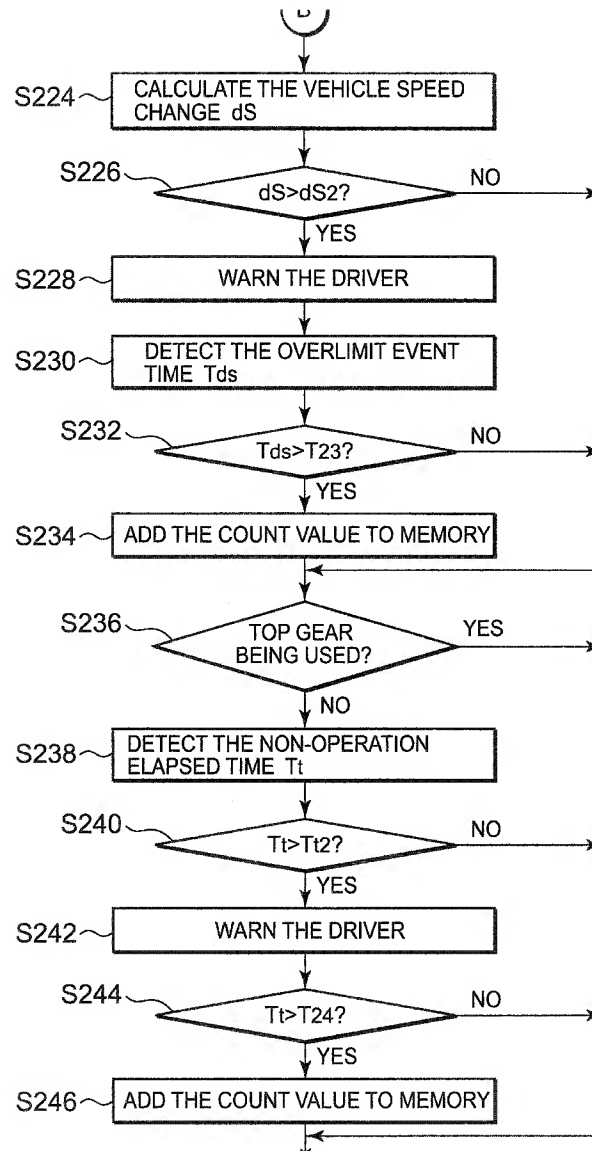 S224
CALCULATE THE VEHICLE SPEED
CHANGE dS
S226
dS>dS2?
NO
YES
S228
WARN THE DRIVER
S230
DETECT THE OVERLIMIT EVENT
TIME Tds
S232
Tds>T23?
NO
YES
S234
ADD THE COUNT VALUE TO MEMORY
S236
TOP GEAR
BEING USED?
YES
NO
S238
DETECT THE NON-OPERATION
ELAPSED TIME Tt
S240
Tt>Tt2?
NO
YES
S242
WARN THE DRIVER
S244
Tt>T24?
NO
YES
S246
ADD THE COUNT VALUE TO MEMORY